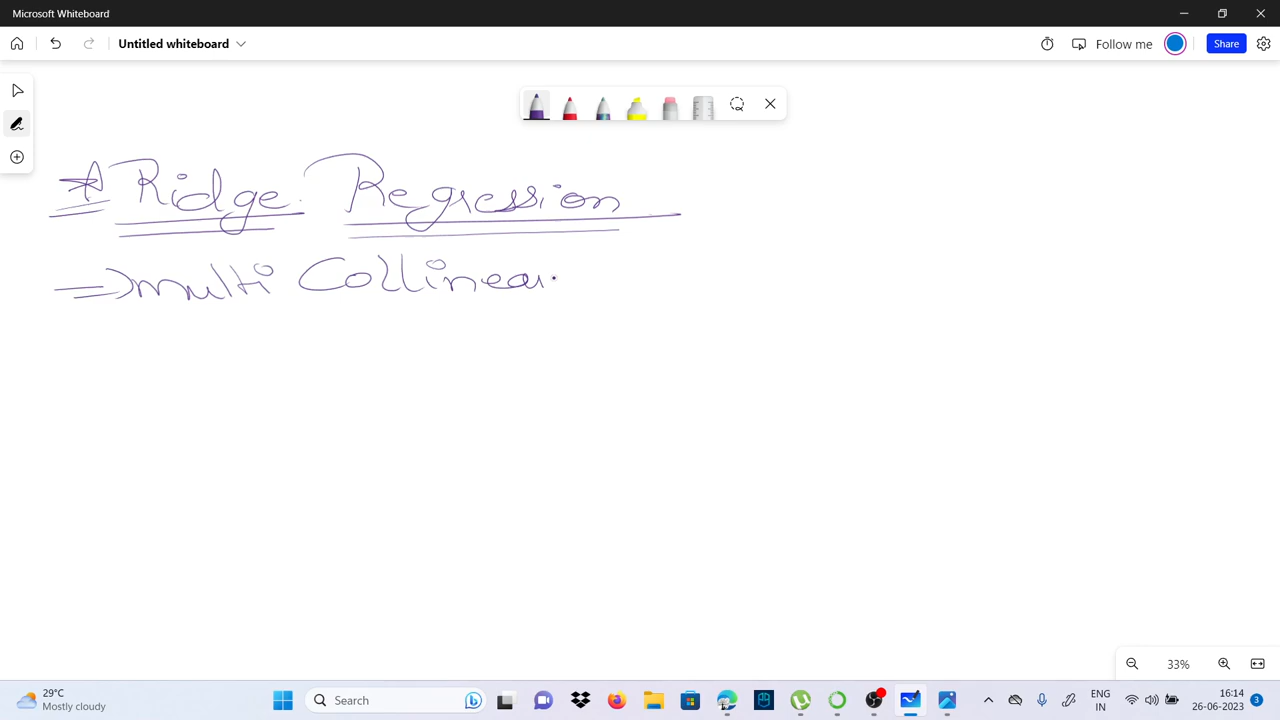 Microsoft Whiteboard
Untitled whiteboard
Follow me
Share
* Ridge Regression
⇒ multi Collinear
33%
29°C
Mostly cloudy
Search
ENG
IN
16:14
26-06-2023
3